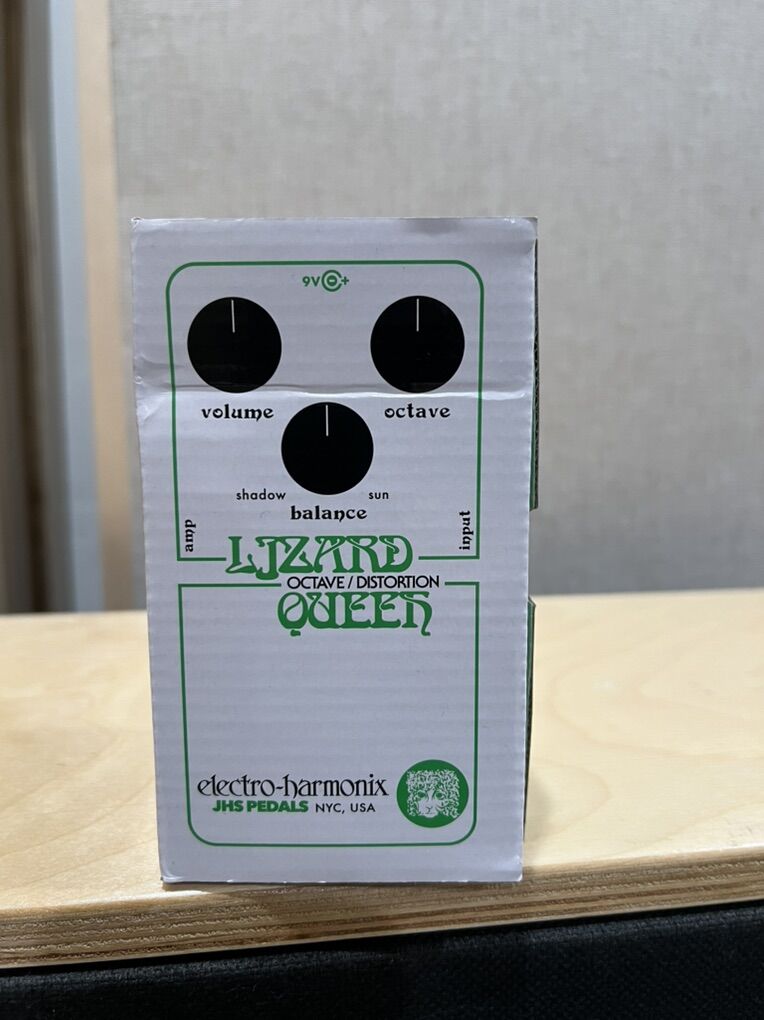 9V +
volume octave
shadow sun
balance
amp
input
LIZARD
OCTAVE / DISTORTION
QUEEN
electro-harmonix
JHS PEDALS NYC, USA